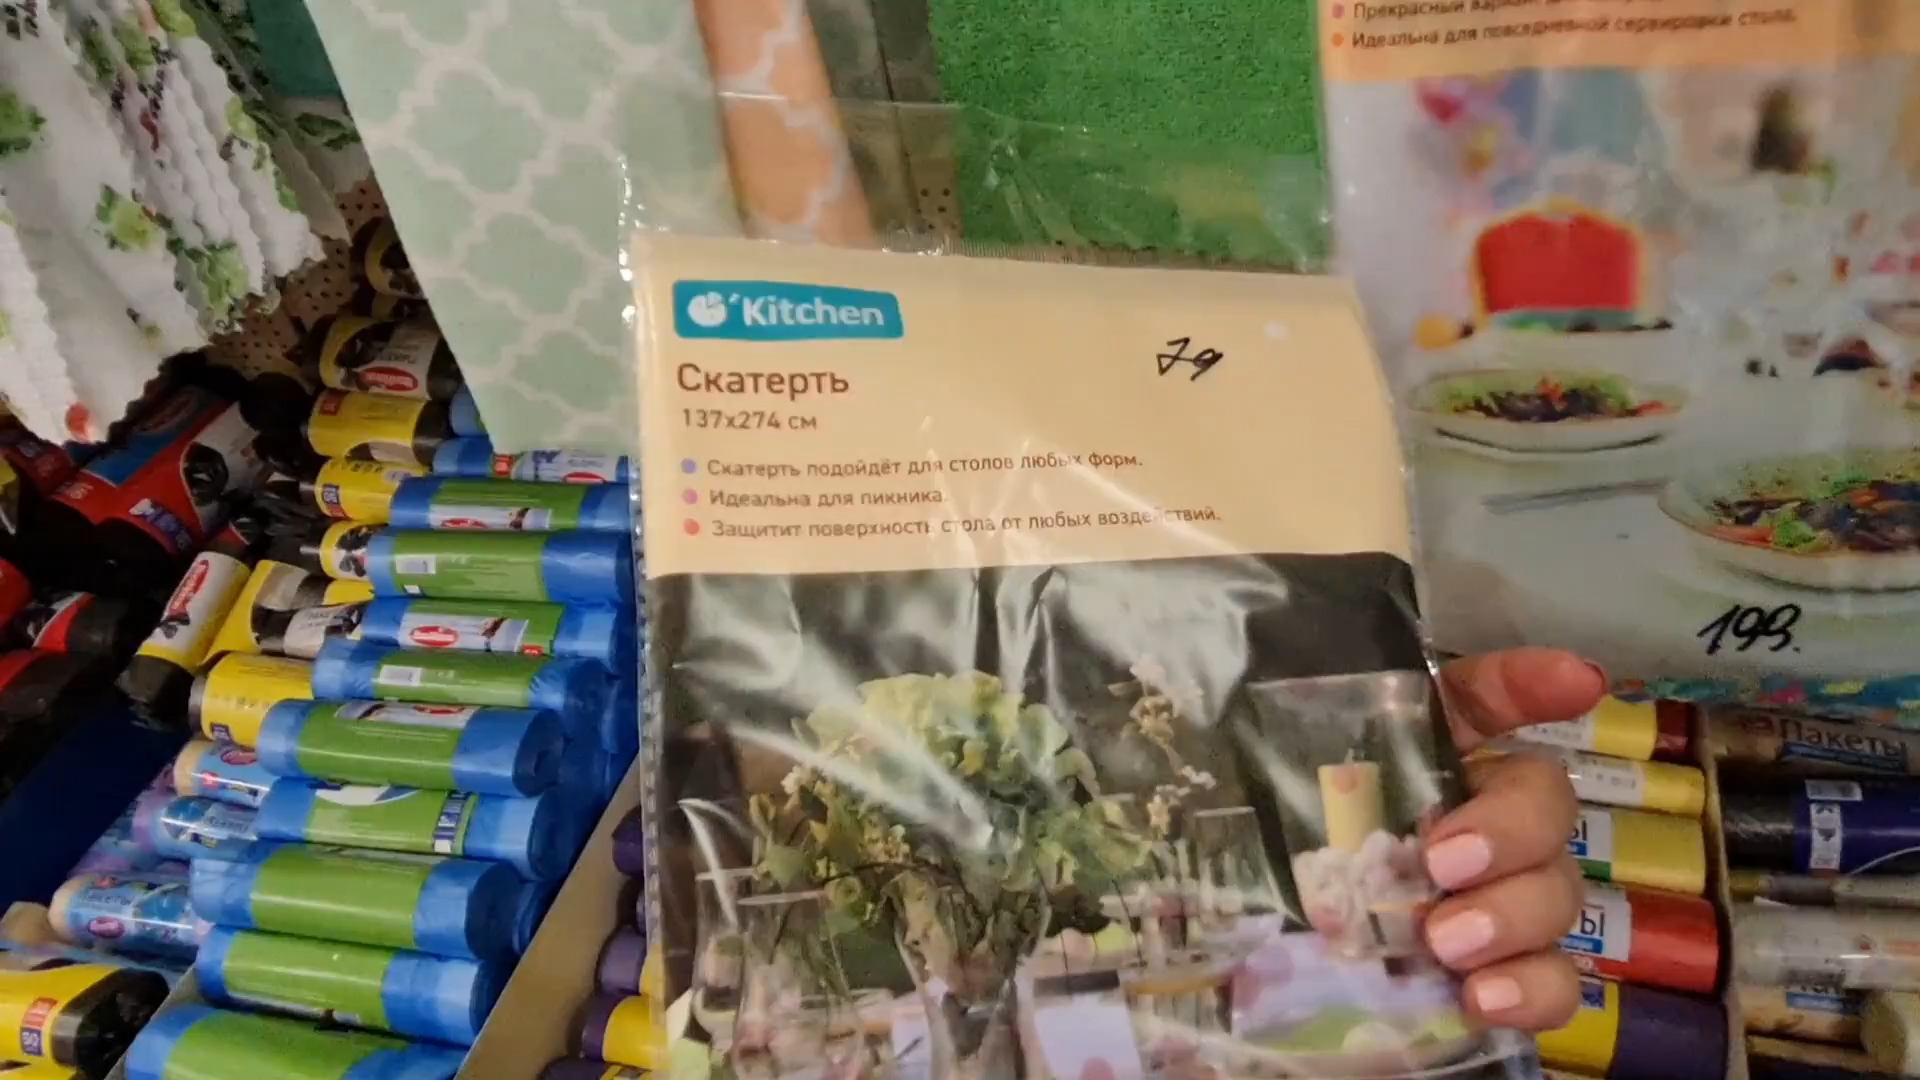 Прекрасный
Идеальна для повседневной сервировки стола.
'Kitchen
Скатерть
137x274 см
79
Скатерть подойдёт для столов любых форм.
Идеальна для пикника.
Защитит поверхность стола от любых воздействий.
199.
Пакеты